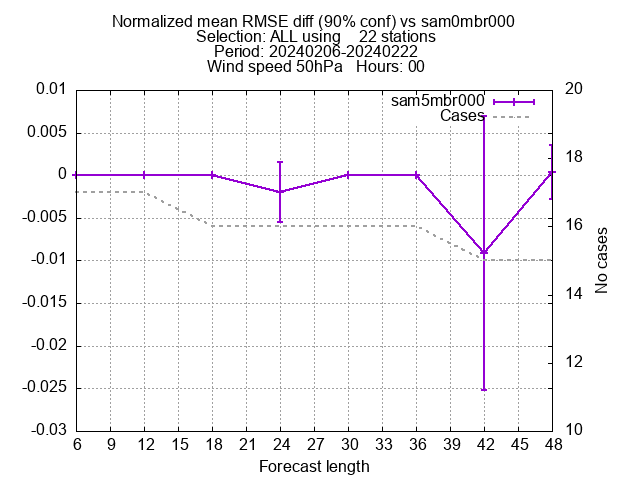 Normalized mean RMSE diff (90% conf) vs sam0mbr000
Selection: ALL using    22 stations
Period: 20240206-20240222
Wind speed 50hPa   Hours: 00
sam5mbr000
Cases
0.01
0.005
0
-0.005
-0.01
-0.015
-0.02
-0.025
-0.03
20
18
16
14
12
10
No cases
6 9 12 15 18 21 24 27 30 33 36 39 42 45 48
Forecast length